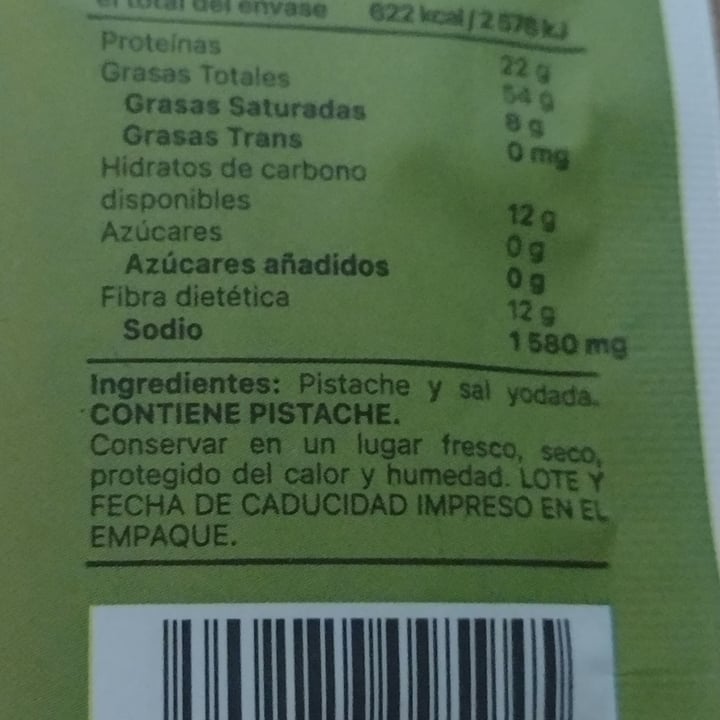 el total del envase 622 kcal / 2 578 kJ
Proteínas 22 g
Grasas Totales 54 g
Grasas Saturadas 8 g
Grasas Trans 0 mg
Hidratos de carbono
disponibles 12 g
Azúcares 0 g
Azúcares añadidos 0 g
Fibra dietética 12 g
Sodio 1 580 mg
Ingredientes: Pistache y sal yodada.
CONTIENE PISTACHE.
Conservar en un lugar fresco, seco,
protegido del calor y humedad. LOTE Y
FECHA DE CADUCIDAD IMPRESO EN EL
EMPAQUE.